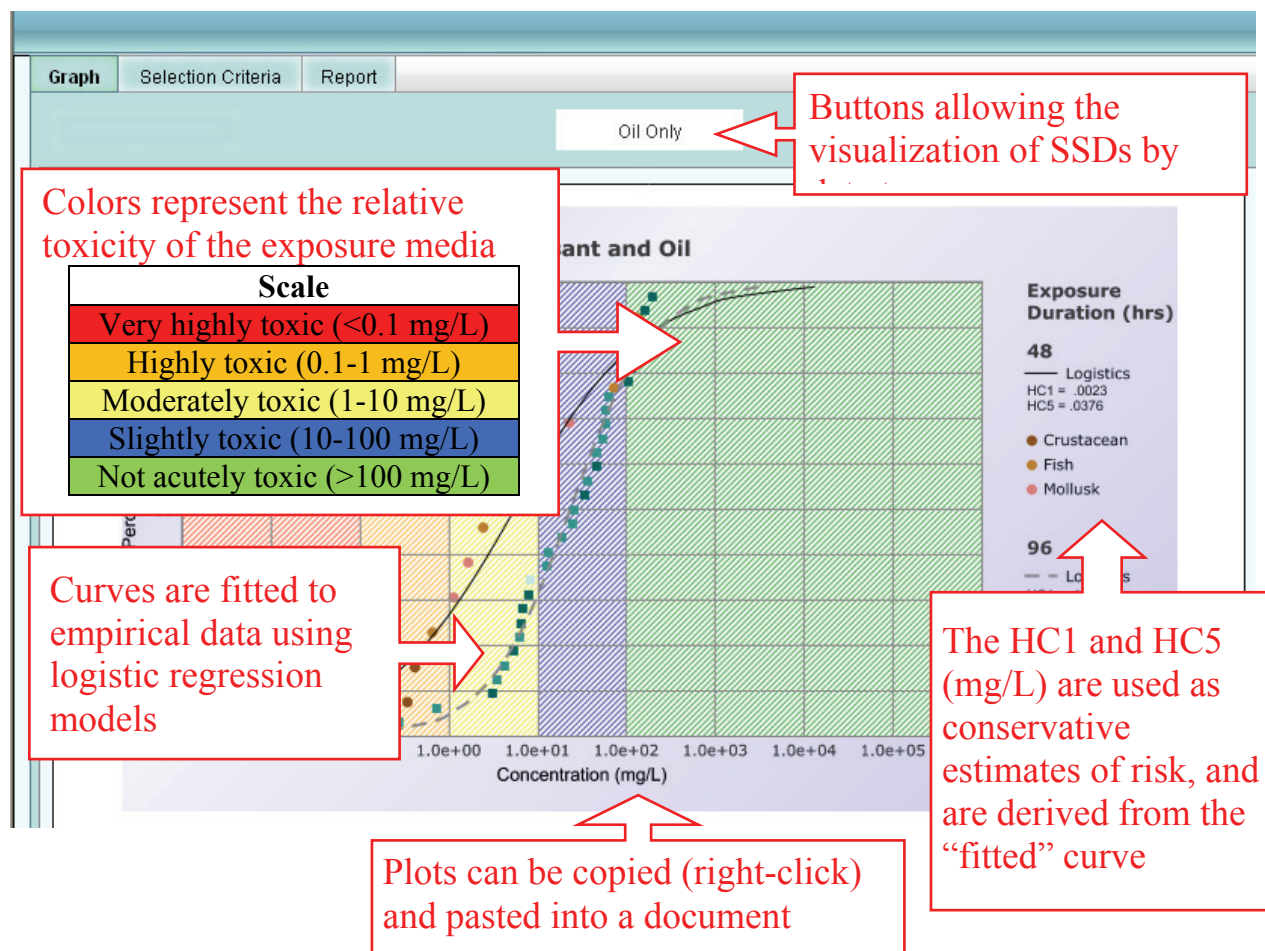 Graph Selection Criteria Report
Oil Only
Buttons allowing the
visualization of SSDs by
Colors represent the relative
toxicity of the exposure media
Scale
Very highly toxic (<0.1 mg/L)
Highly toxic (0.1-1 mg/L)
Moderately toxic (1-10 mg/L)
Slightly toxic (10-100 mg/L)
Not acutely toxic (>100 mg/L)
and Oil
Exposure
Duration (hrs)
48
Logistics
HC1 = .0023
HC5 = .0376
Crustacean
Fish
Mollusk
96
Curves are fitted to
empirical data using
logistic regression
models
The HC1 and HC5
(mg/L) are used as
conservative
estimates of risk, and
are derived from the
“fitted” curve
1.0e+00 1.0e+01 1.0e+02 1.0e+03 1.0e+04 1.0e+05
Concentration (mg/L)
Plots can be copied (right-click)
and pasted into a document